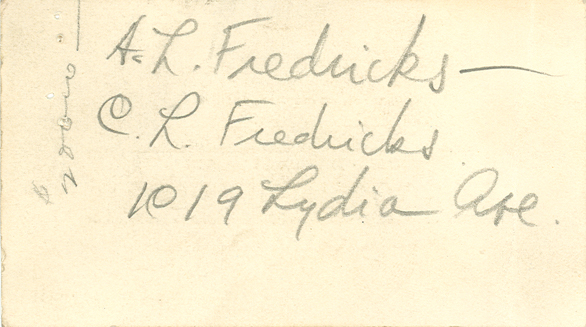 A. L. Fredricks —
C. L. Fredricks
1019 Lydia Ave.